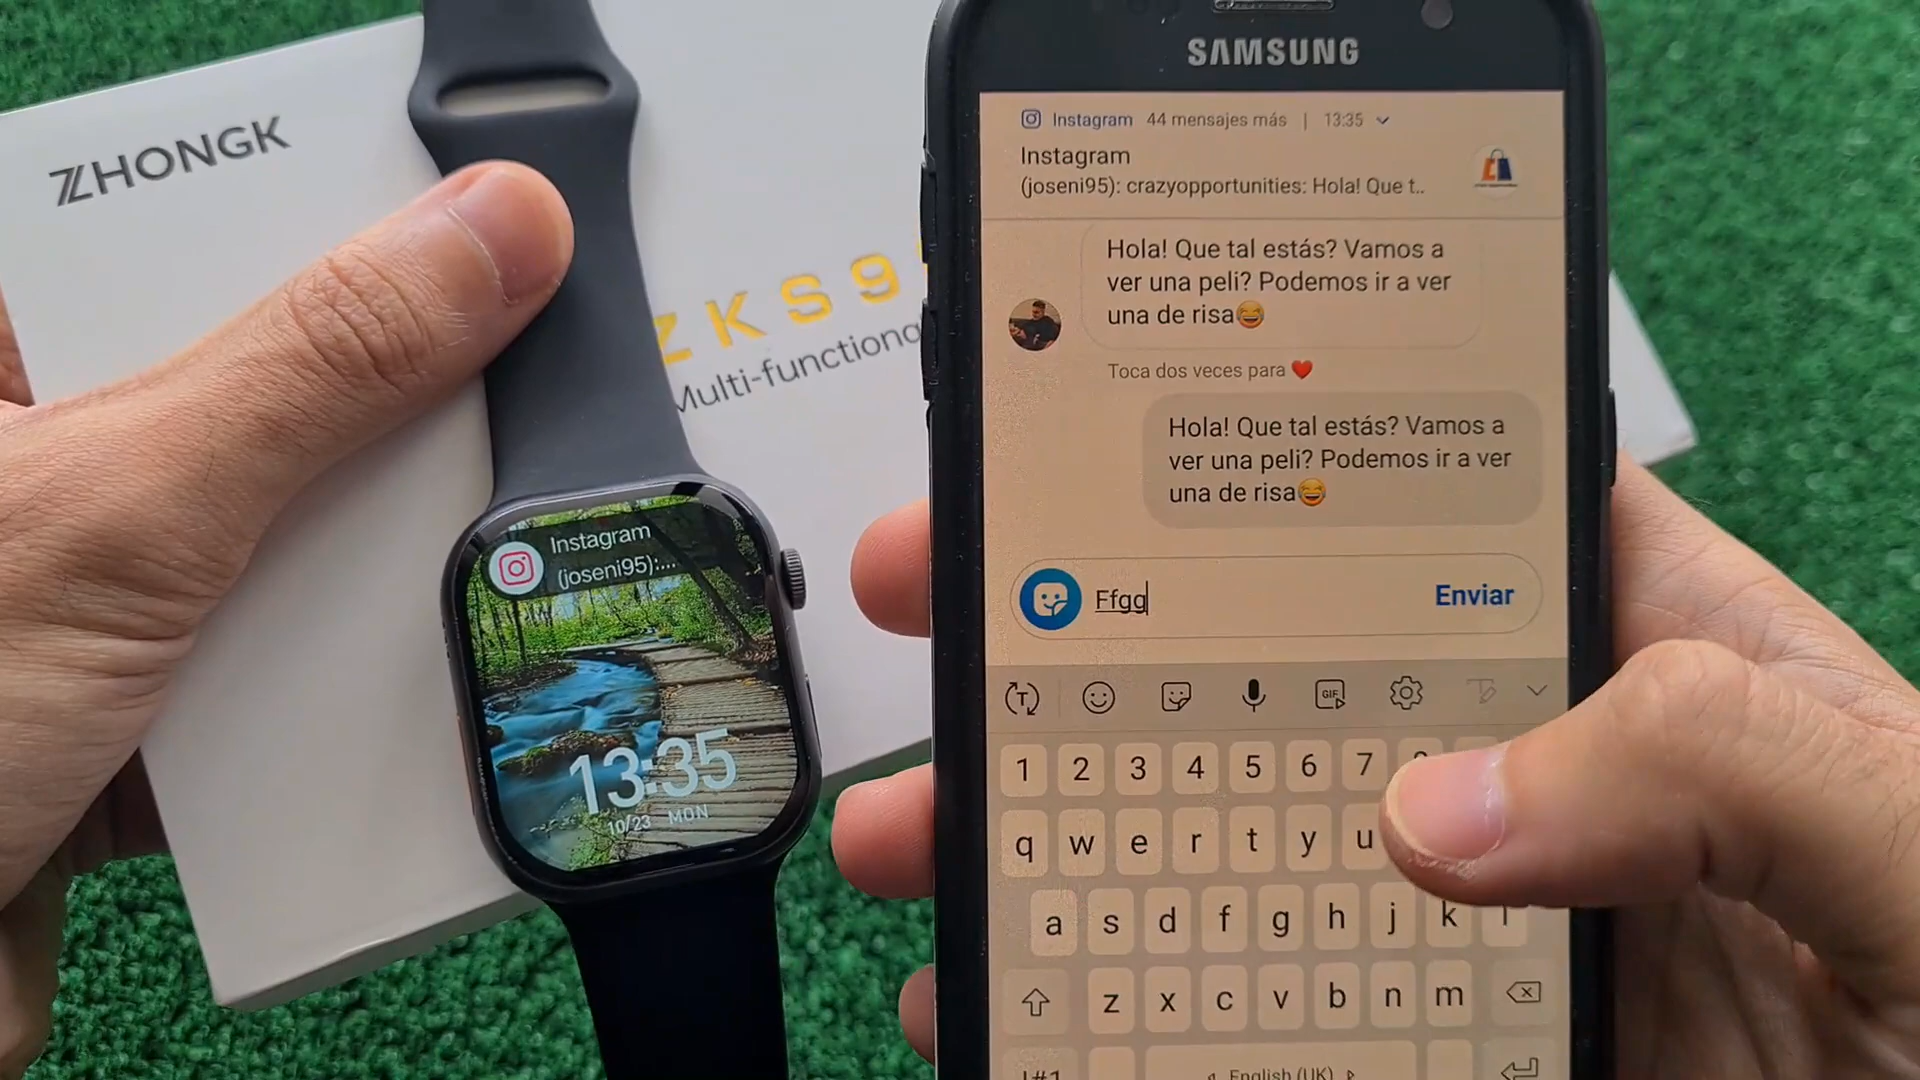 ZHONGK
ZKS9
Multi-functiona
Instagram
(joseni95):...
13:35
10/23 MON
SAMSUNG
Instagram 44 mensajes más | 13:35
Instagram
(joseni95): crazyopportunities: Hola! Que t..
Hola! Que tal estás? Vamos a
ver una peli? Podemos ir a ver
una de risa😂
Toca dos veces para ❤️
Hola! Que tal estás? Vamos a
ver una peli? Podemos ir a ver
una de risa😂
Ffgg
Enviar
GIF
1 2 3 4 5 6 7
q w e r t y u
a s d f g h j k l
z x c v b n m
!#1 English (UK)